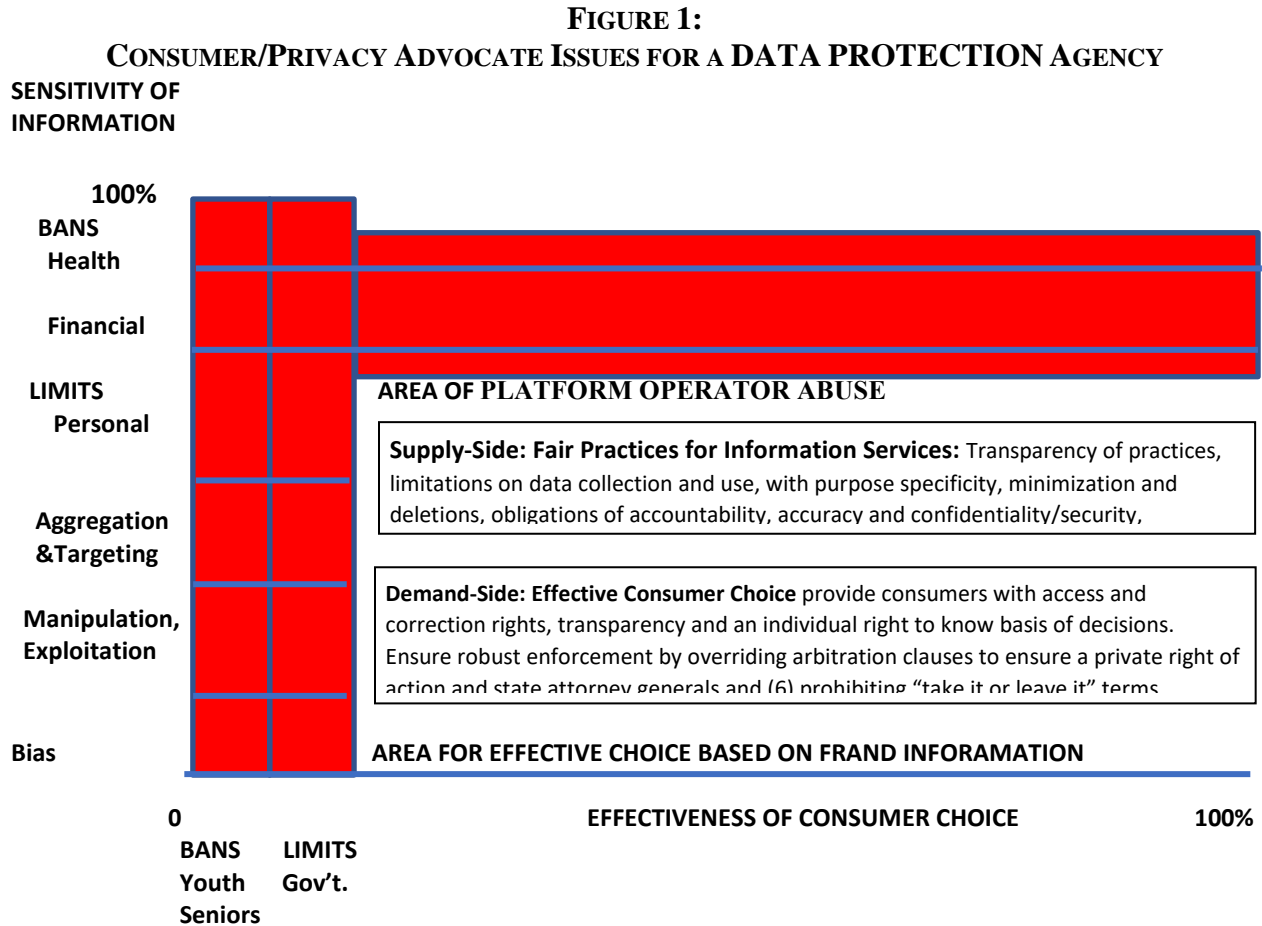 FIGURE 1:
CONSUMER/PRIVACY ADVOCATE ISSUES FOR A DATA PROTECTION AGENCY
SENSITIVITY OF
INFORMATION
100%
BANS
Health
Financial
LIMITS
Personal
Aggregation
&Targeting
Manipulation,
Exploitation
Bias
AREA OF PLATFORM OPERATOR ABUSE
Supply-Side: Fair Practices for Information Services: Transparency of practices,
limitations on data collection and use, with purpose specificity, minimization and
deletions, obligations of accountability, accuracy and confidentiality/security,
Demand-Side: Effective Consumer Choice provide consumers with access and
correction rights, transparency and an individual right to know basis of decisions.
Ensure robust enforcement by overriding arbitration clauses to ensure a private right of
action and state attorney generals and (6) prohibiting “take it or leave it” terms
AREA FOR EFFECTIVE CHOICE BASED ON FRAND INFORAMATION
0
EFFECTIVENESS OF CONSUMER CHOICE
100%
BANS
Youth
Seniors
LIMITS
Gov’t.